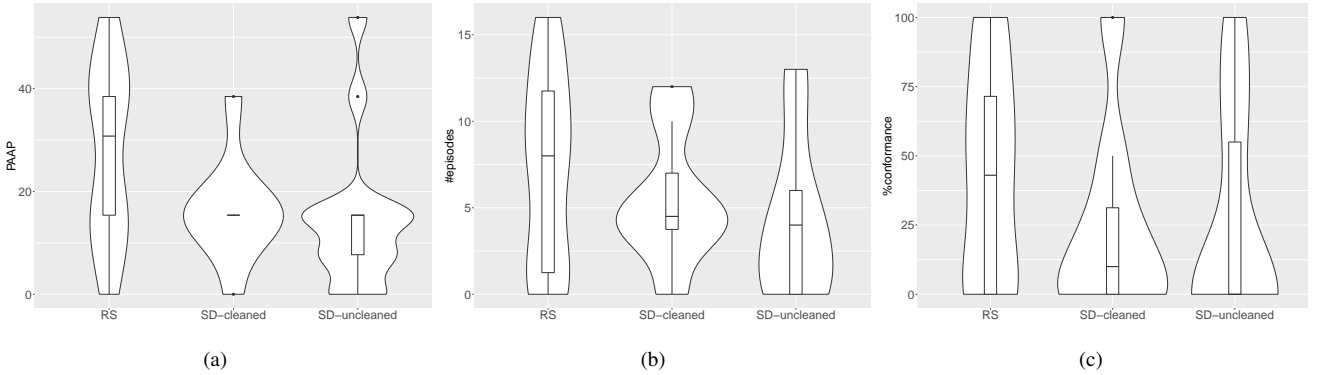 PAAP
40
20
0
RS
SD-cleaned
SD-uncleaned
(a)
#episodes
15
10
5
0
RS
SD-cleaned
SD-uncleaned
(b)
%conformance
100
75
50
25
0
RS
SD-cleaned
SD-uncleaned
(c)